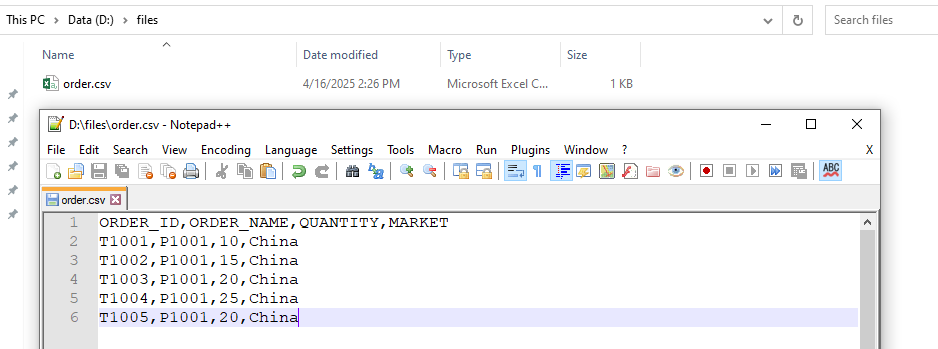 This PC > Data (D:) > files
Search files
Name Date modified Type Size
order.csv 4/16/2025 2:26 PM Microsoft Excel C... 1 KB
D:\files\order.csv - Notepad++
File Edit Search View Encoding Language Settings Tools Macro Run Plugins Window ? X
ABC
order.csv
1 ORDER_ID,ORDER_NAME,QUANTITY,MARKET
2 T1001,P1001,10,China
3 T1002,P1001,15,China
4 T1003,P1001,20,China
5 T1004,P1001,25,China
6 T1005,P1001,20,China